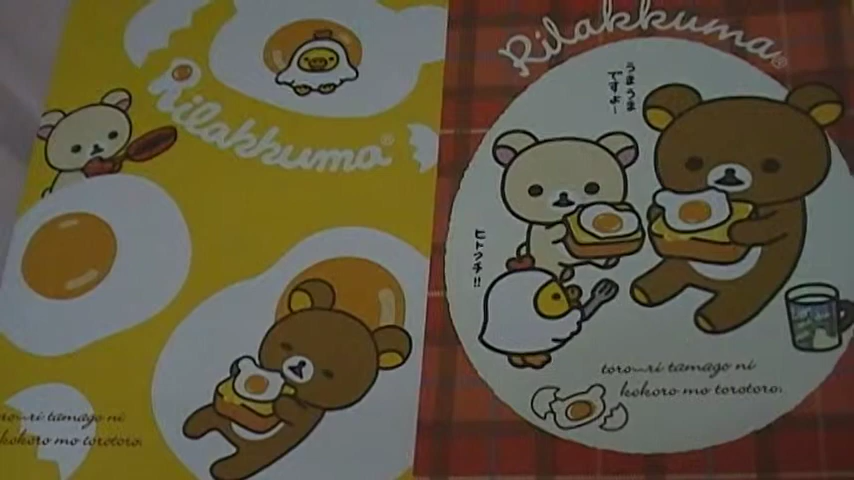 Rilakkuma®
toro~ri tamago ni
kokoro mo torotoro.
Rilakkuma®
うまうま
ですよ～
ヒトクチ!!
toro~ri tamago ni
kokoro mo torotoro.